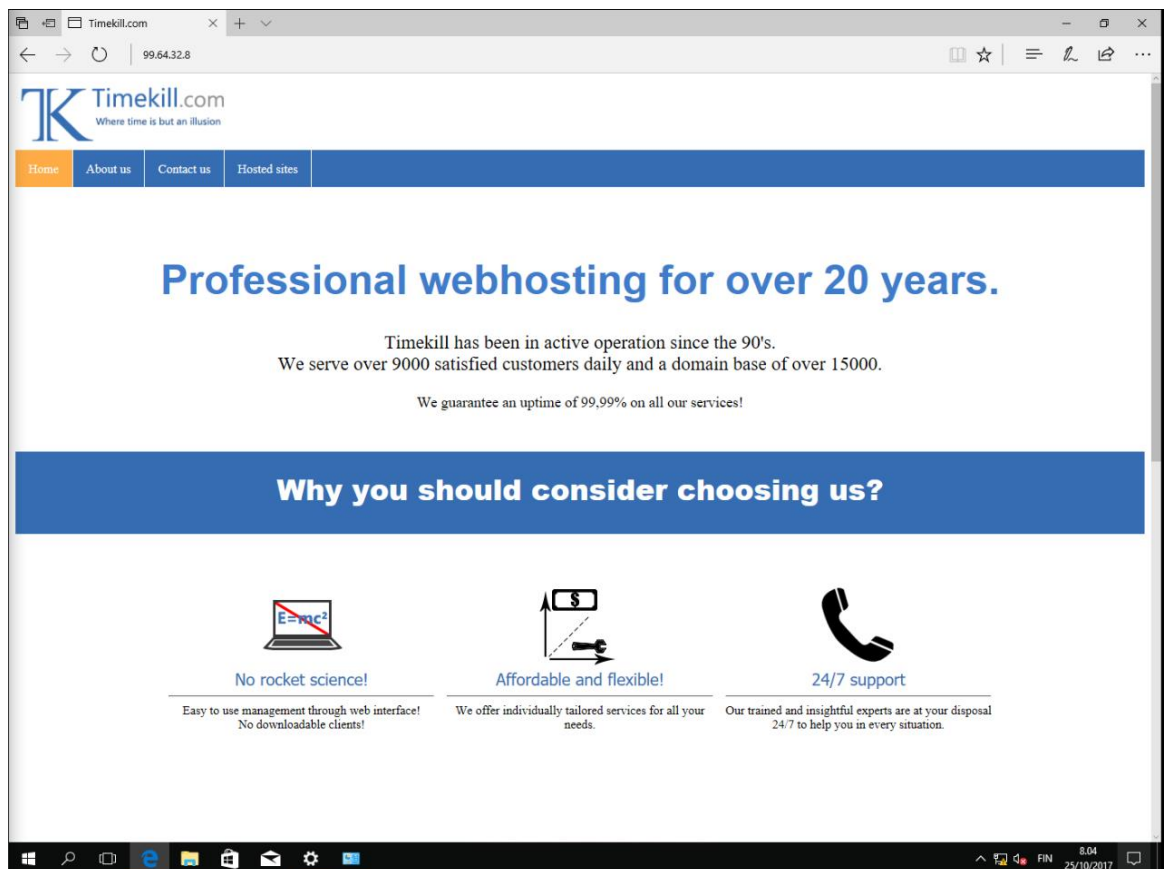 Timekill.com
99.64.32.8
TK
Timekill.com
Where time is but an illusion
Home
About us
Contact us
Hosted sites
Professional webhosting for over 20 years.
Timekill has been in active operation since the 90's.
We serve over 9000 satisfied customers daily and a domain base of over 15000.
We guarantee an uptime of 99,99% on all our services!
Why you should consider choosing us?
E=mc²
$
No rocket science!
Easy to use management through web interface!
No downloadable clients!
Affordable and flexible!
We offer individually tailored services for all your
needs.
24/7 support
Our trained and insightful experts are at your disposal
24/7 to help you in every situation.
FIN
8.04
25/10/2017